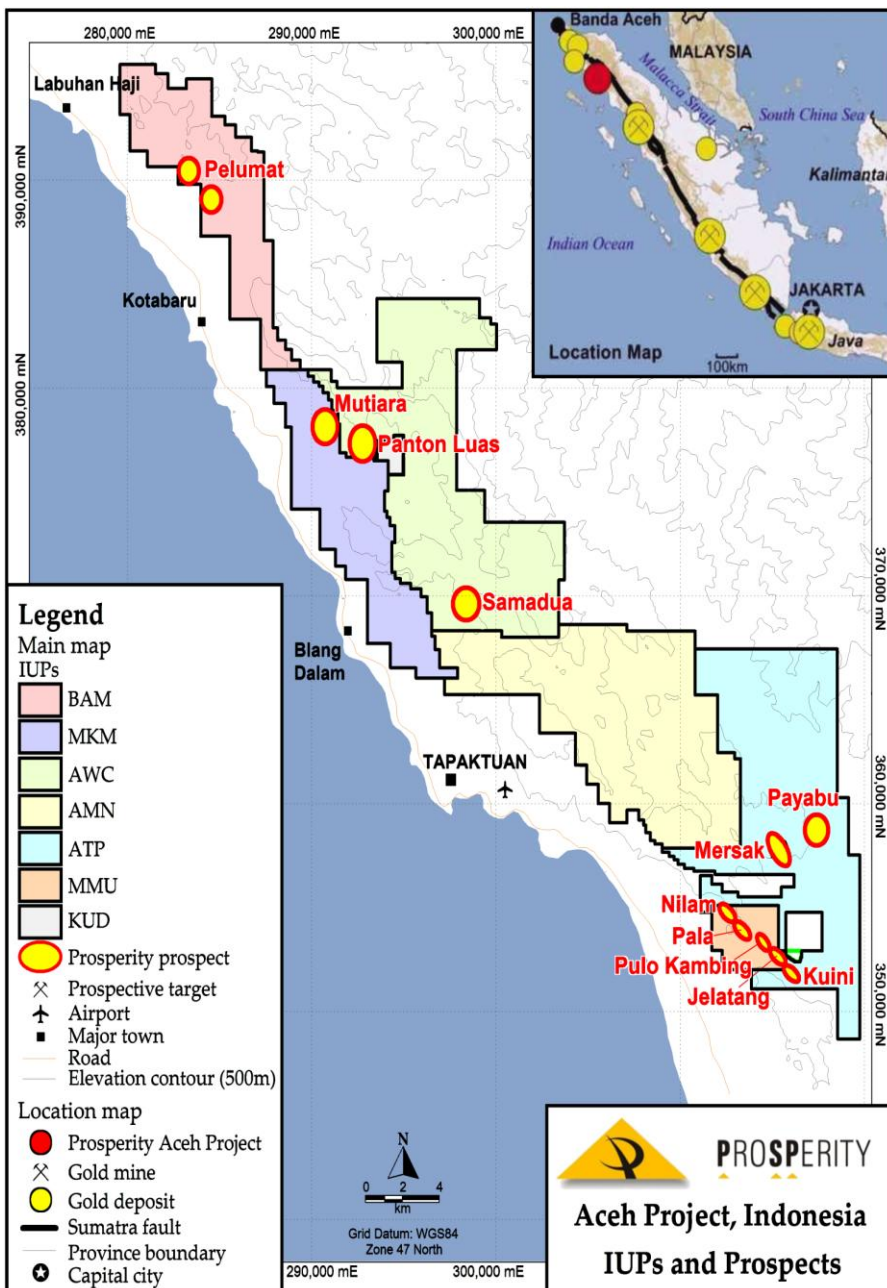 280,000 mE
290,000 mE
300,000 mE
Banda Aceh
MALAYSIA
Malacca Strait
South China Sea
Kalimantan
Indian Ocean
JAKARTA
Java
Location Map
100km
Labuhan Haji
Pelumat
390,000 mN
Kotabaru
380,000 mN
Mutiara
Panton Luas
370,000 mN
Samadua
Blang
Dalam
TAPAKTUAN
360,000 mN
Payabu
Mersak
Nilam
Pala
Pulo Kambing
Jelatang
Kuini
350,000 mN
Legend
Main map
IUPs
BAM
MKM
AWC
AMN
ATP
MMU
KUD
Prosperity prospect
Prospective target
Airport
Major town
Road
Elevation contour (500m)
Location map
Prosperity Aceh Project
Gold mine
Gold deposit
Sumatra fault
Province boundary
Capital city
N
0 2 4
km
Grid Datum: WGS84
Zone 47 North
290,000 mE
300,000 mE
PROSPERITY
Aceh Project, Indonesia
IUPs and Prospects